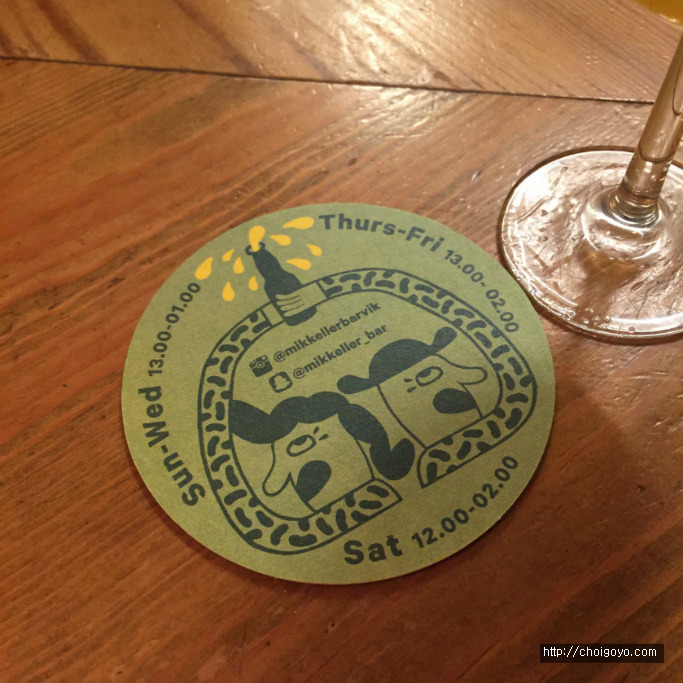 Thurs-Fri 13.00- 02.00
Sun-Wed 13.00-01.00
@mikkellerbarvik
@mikkeller_bar
Sat 12.00-02.00
http://choigoyo.com